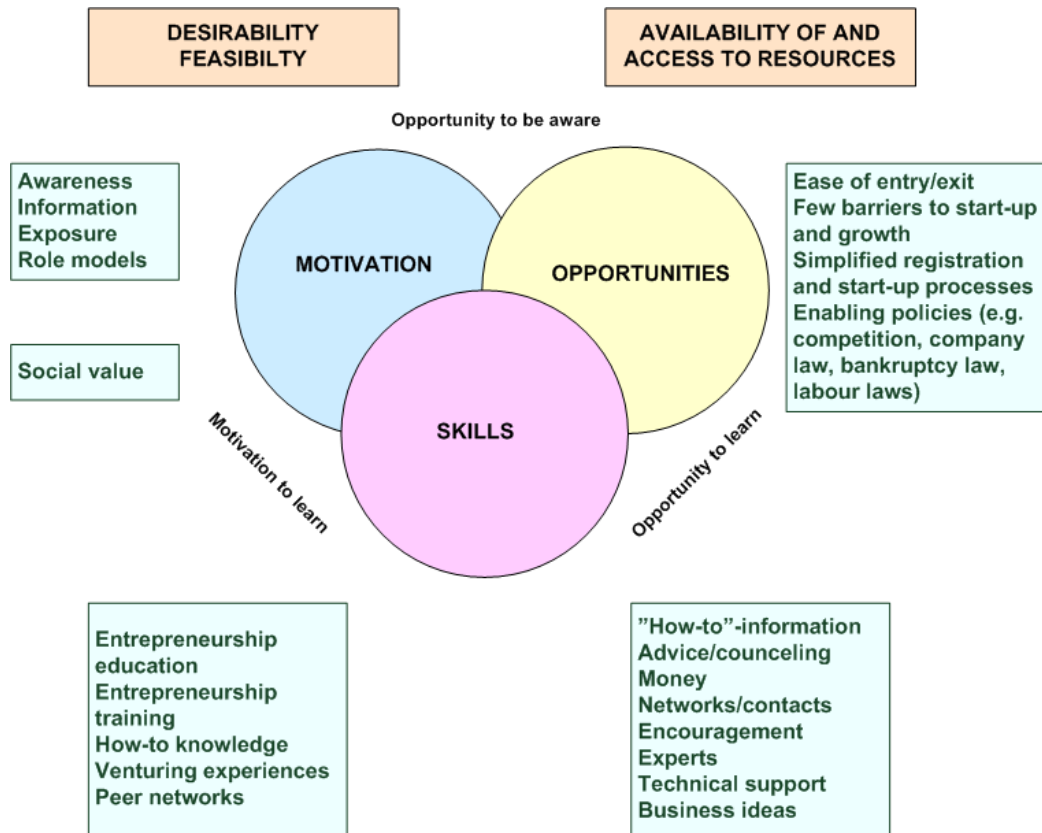 DESIRABILITY
FEASIBILTY
AVAILABILITY OF AND
ACCESS TO RESOURCES
Opportunity to be aware
Awareness
Information
Exposure
Role models
Social value
MOTIVATION
OPPORTUNITIES
SKILLS
Ease of entry/exit
Few barriers to start-up
and growth
Simplified registration
and start-up processes
Enabling policies (e.g.
competition, company
law, bankruptcy law,
labour laws)
Motivation to learn
Opportunity to learn
Entrepreneurship
education
Entrepreneurship
training
How-to knowledge
Venturing experiences
Peer networks
”How-to”-information
Advice/counceling
Money
Networks/contacts
Encouragement
Experts
Technical support
Business ideas